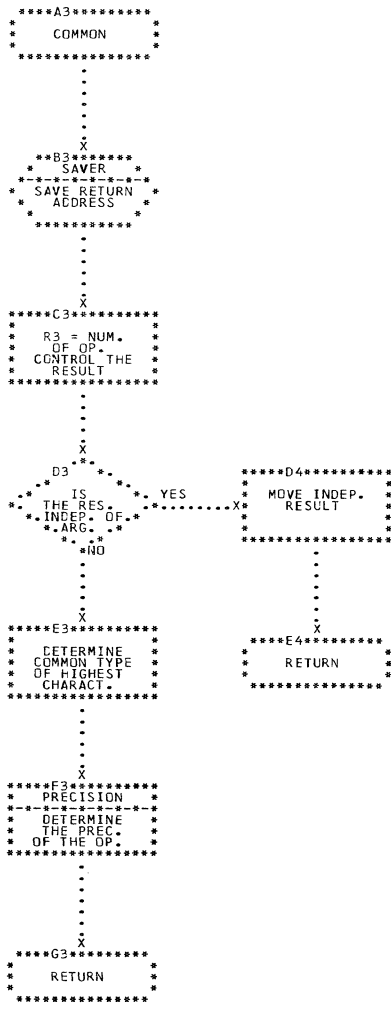 A3
COMMON
B3
SAVER
SAVE RETURN
ADDRESS
C3
R3 = NUM.
OF OP.
CONTROL THE
RESULT
D3
IS
THE RES.
INDEP. OF
ARG.
YES
NO
D4
MOVE INDEP.
RESULT
E3
DETERMINE
COMMON TYPE
OF HIGHEST
CHARACT.
E4
RETURN
F3
PRECISION
DETERMINE
THE PREC.
OF THE OP.
G3
RETURN